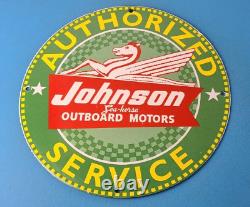 AUTHORIZED
Johnson
Sea-horse
OUTBOARD MOTORS
SERVICE